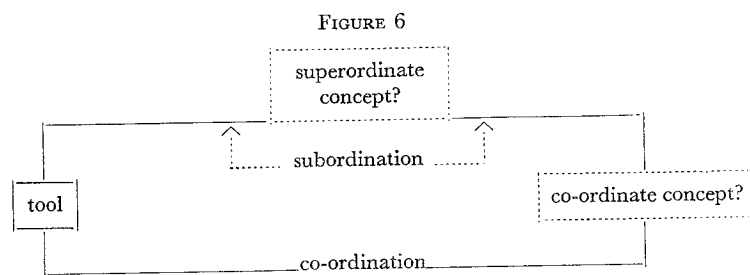 FIGURE 6
superordinate
concept?
subordination
tool
co-ordinate concept?
co-ordination